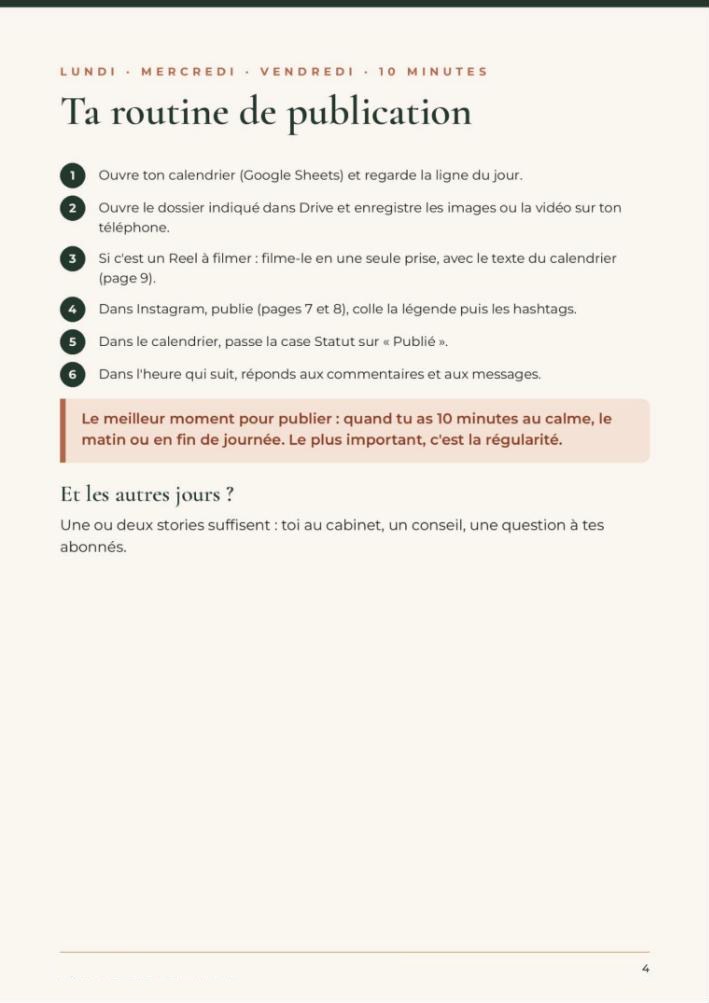 LUNDI · MERCREDI · VENDREDI · 10 MINUTES
Ta routine de publication
1 Ouvre ton calendrier (Google Sheets) et regarde la ligne du jour.
2 Ouvre le dossier indiqué dans Drive et enregistre les images ou la vidéo sur ton
téléphone.
3 Si c'est un Reel à filmer : filme-le en une seule prise, avec le texte du calendrier
(page 9).
4 Dans Instagram, publie (pages 7 et 8), colle la légende puis les hashtags.
5 Dans le calendrier, passe la case Statut sur « Publié ».
6 Dans l'heure qui suit, réponds aux commentaires et aux messages.
Le meilleur moment pour publier : quand tu as 10 minutes au calme, le
matin ou en fin de journée. Le plus important, c'est la régularité.
Et les autres jours ?
Une ou deux stories suffisent : toi au cabinet, un conseil, une question à tes
abonnés.
4